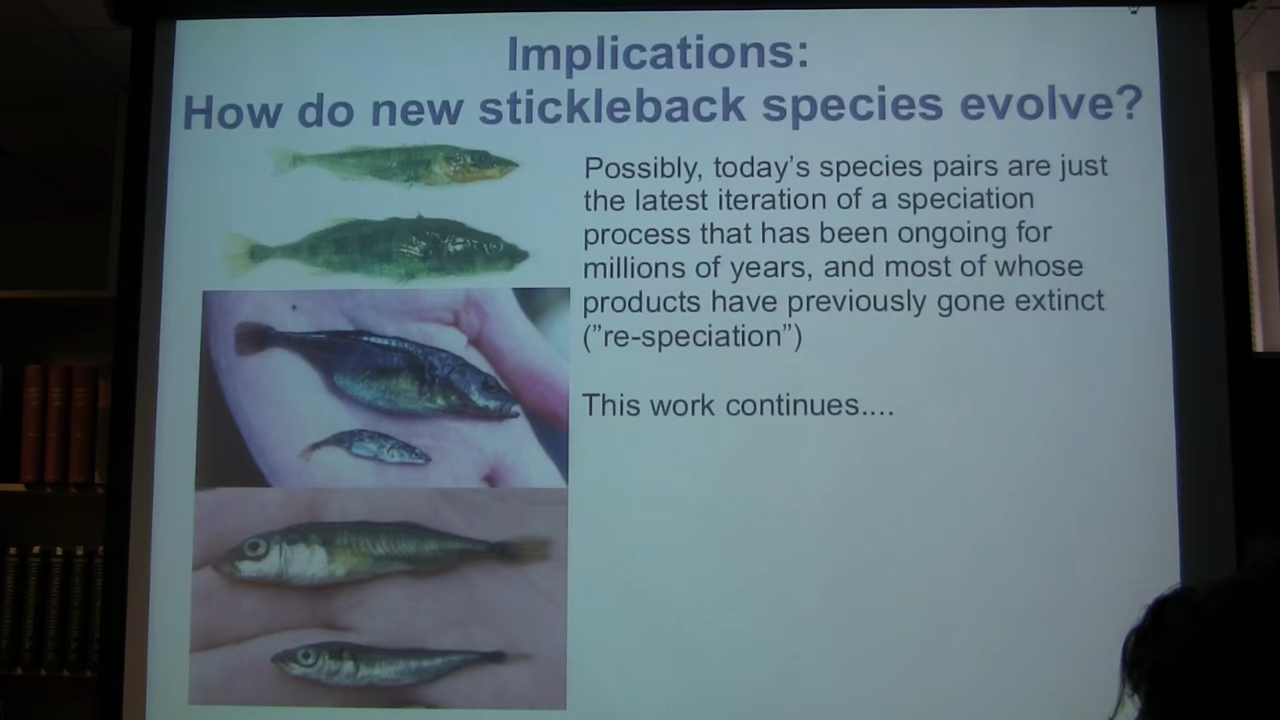 Implications:
How do new stickleback species evolve?
Possibly, today's species pairs are just
the latest iteration of a speciation
process that has been ongoing for
millions of years, and most of whose
products have previously gone extinct
("re-speciation")
This work continues....